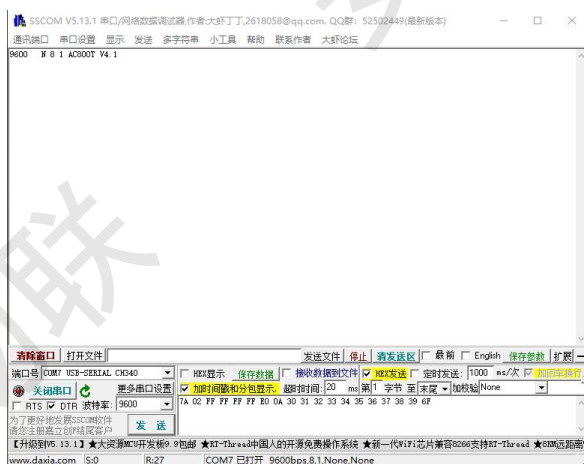 SSCOM V5.13.1 串口/网络数据调试器,作者:大虾丁丁,2618058@qq.com. QQ群: 52502449(最新版本)
通讯端口 串口设置 显示 发送 多字符串 小工具 帮助 联系作者 大虾论坛
9600 N 8 1 AC800T V4.1
清除窗口 打开文件 发送文件 停止 清发送区 最前 English 保存参数 扩展 —
端口号 COM7 USB-SERIAL CH340 HEX显示 保存数据 接收数据到文件 HEX发送 定时发送: 1000 ms/次 加回车换行
关闭串口 更多串口设置 加时间戳和分包显示, 超时时间: 20 ms 第1 字节 至 末尾 加校验 None
RTS DTR 波特率: 9600 7A 02 FF FF FF FF E0 0A 30 31 32 33 34 35 36 37 38 39 6F
为了更好地发展SSCOM软件
请您注册嘉立创F结尾客户
发 送
【升级到V5.13.1】★大资源MCU开发板9.9包邮 ★RT-Thread中国人的开源免费操作系统 ★新一代WiFi芯片兼容8266支持RT-Thread ★8KM远距离
www.daxia.com S:0 R:27 COM7 已打开 9600bps,8,1,None,None